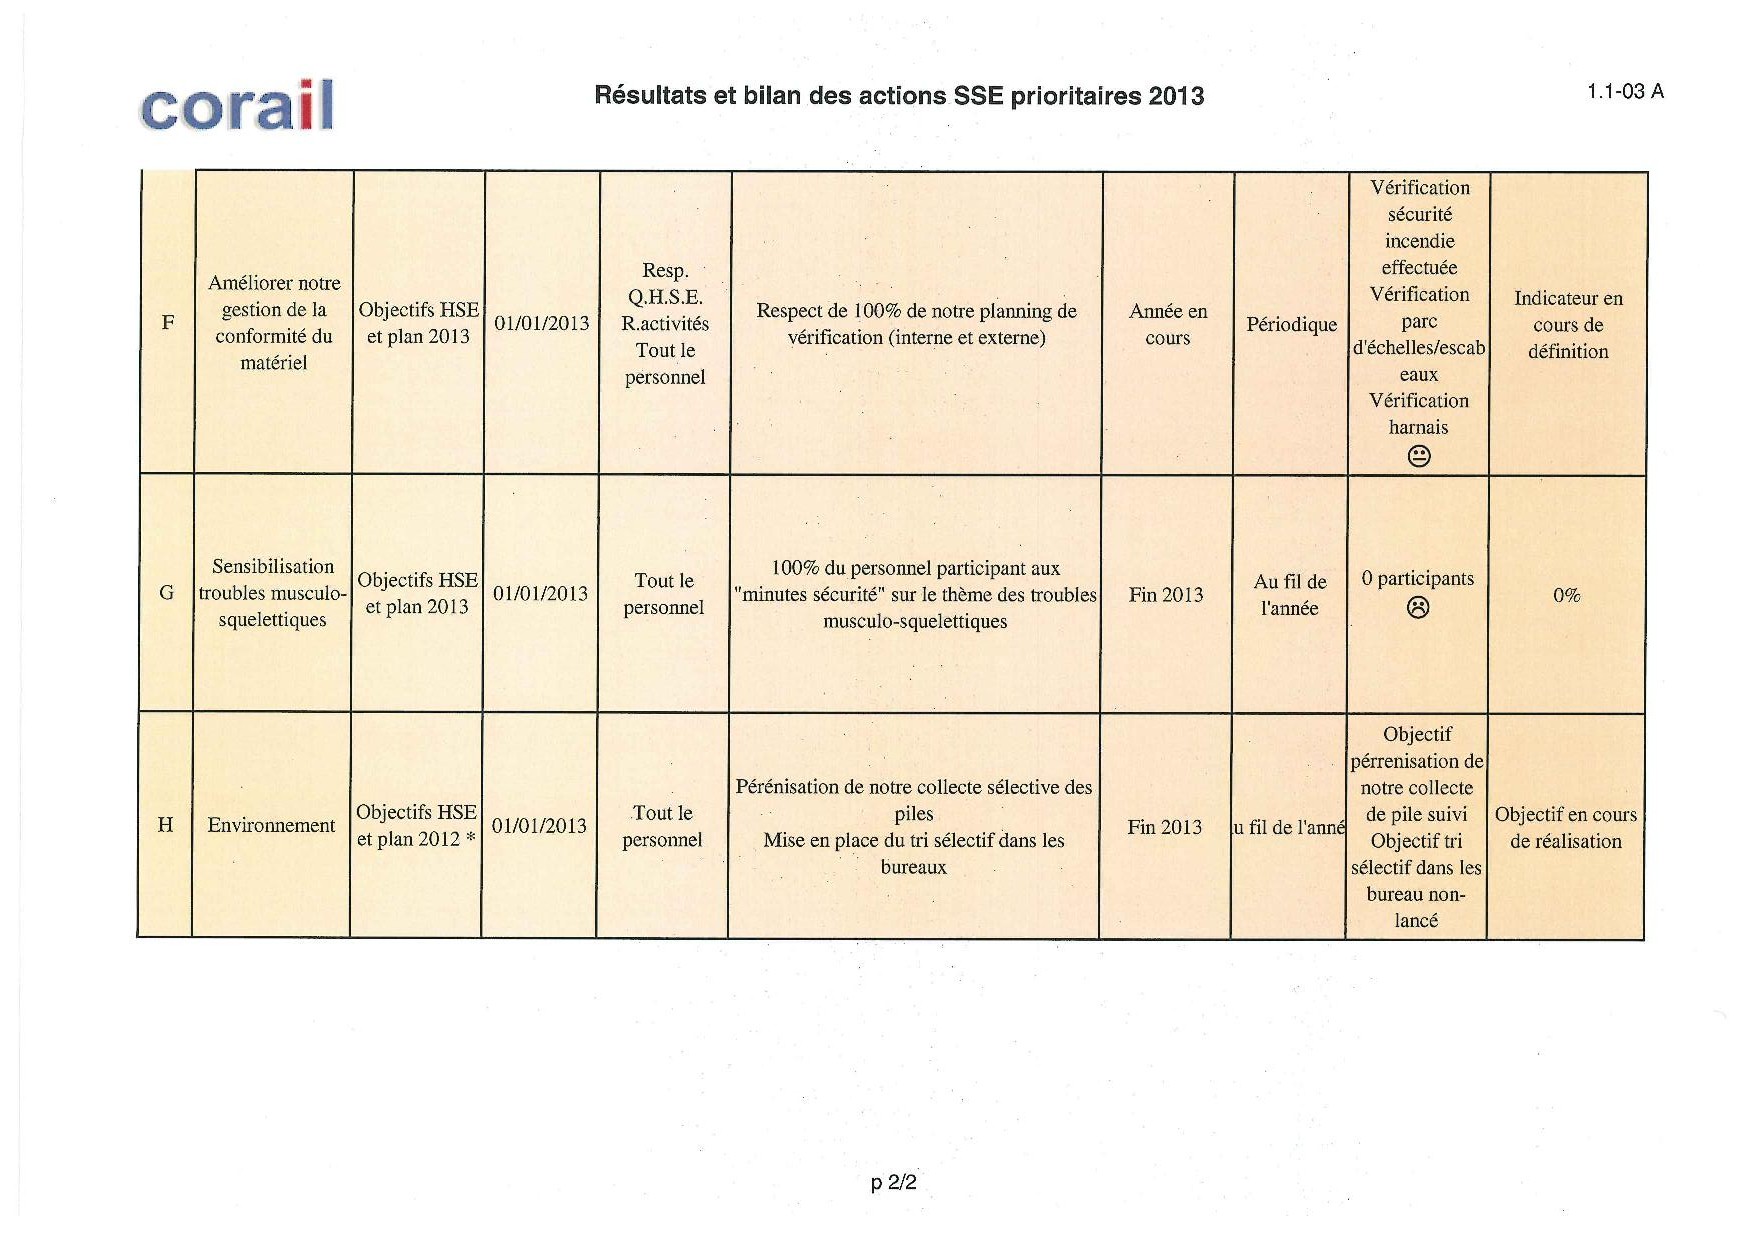 corail
Résultats et bilan des actions SSE prioritaires 2013
1.1-03 A
F
Améliorer notre
gestion de la
conformité du
matériel
Objectifs HSE
et plan 2013
01/01/2013
Resp.
Q.H.S.E.
R.activités
Tout le
personnel
Respect de 100% de notre planning de
vérification (interne et externe)
Année en
cours
Périodique
Vérification
sécurité
incendie
effectuée
Vérification
parc
d'échelles/escab
eaux
Vérification
harnais
Indicateur en
cours de
définition
G
Sensibilisation
troubles musculo-
squelettiques
Objectifs HSE
et plan 2013
01/01/2013
Tout le
personnel
100% du personnel participant aux
"minutes sécurité" sur le thème des troubles
musculo-squelettiques
Fin 2013
Au fil de
l'année
0 participants
0%
H
Environnement
Objectifs HSE
et plan 2012 *
01/01/2013
Tout le
personnel
Pérénisation de notre collecte sélective des
piles
Mise en place du tri sélectif dans les
bureaux
Fin 2013
u fil de l'anné
Objectif
pérrenisation de
notre collecte
de pile suivi
Objectif tri
sélectif dans les
bureau non-
lancé
Objectif en cours
de réalisation
p 2/2